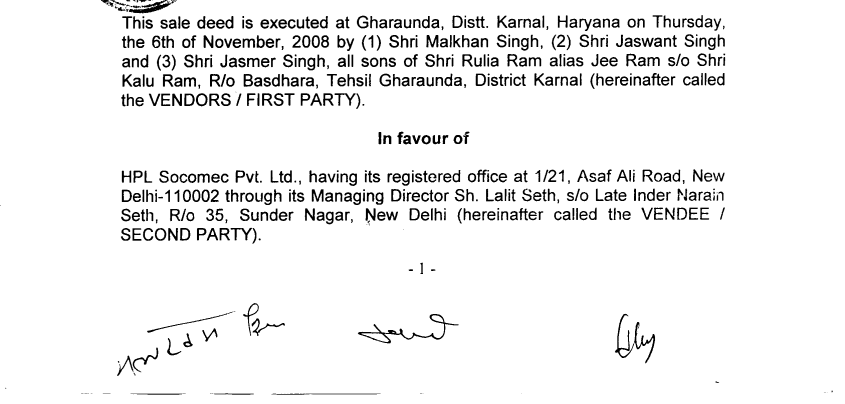 This sale deed is executed at Gharaunda, Distt. Karnal, Haryana on Thursday,
the 6th of November, 2008 by (1) Shri Malkhan Singh, (2) Shri Jaswant Singh
and (3) Shri Jasmer Singh, all sons of Shri Rulia Ram alias Jee Ram s/o Shri
Kalu Ram, R/o Basdhara, Tehsil Gharaunda, District Karnal (hereinafter called
the VENDORS / FIRST PARTY).
In favour of
HPL Socomec Pvt. Ltd., having its registered office at 1/21, Asaf Ali Road, New
Delhi-110002 through its Managing Director Sh. Lalit Seth, s/o Late Inder Narain
Seth, R/o 35, Sunder Nagar, New Delhi (hereinafter called the VENDEE /
SECOND PARTY).
- 1 -